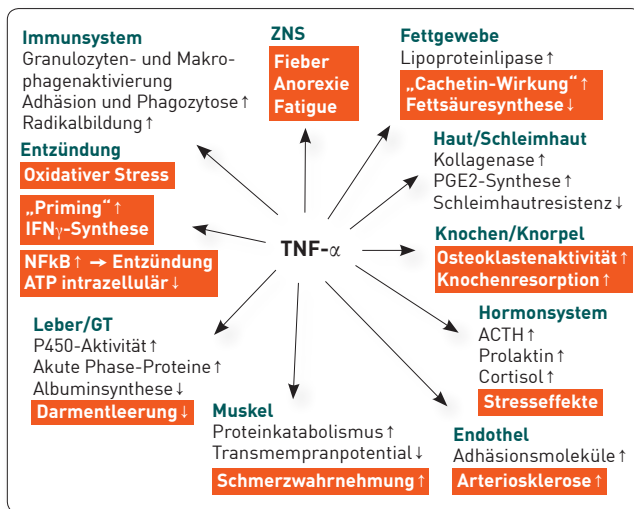 Immunsystem
Granulozyten- und Makro-
phagenaktivierung
Adhäsion und Phagozytose ↑
Radikalbildung ↑
Entzündung
Oxidativer Stress
„Priming“ ↑
IFNγ-Synthese
NFkB ↑ → Entzündung
ATP intrazellulär ↓
Leber/GT
P450-Aktivität ↑
Akute Phase-Proteine ↑
Albuminsynthese ↓
Darmentleerung ↓
ZNS
Fieber
Anorexie
Fatigue
TNF-α
Muskel
Proteinkatabolismus ↑
Transmempranpotential ↓
Schmerzwahrnehmung ↑
Fettgewebe
Lipoproteinlipase ↑
„Cachetin-Wirkung“ ↑
Fettsäuresynthese ↓
Haut/Schleimhaut
Kollagenase ↑
PGE2-Synthese ↑
Schleimhautresistenz ↓
Knochen/Knorpel
Osteoklastenaktivität ↑
Knochenresorption ↑
Hormonsystem
ACTH ↑
Prolaktin ↑
Cortisol ↑
Stresseffekte
Endothel
Adhäsionsmoleküle ↑
Arteriosklerose ↑